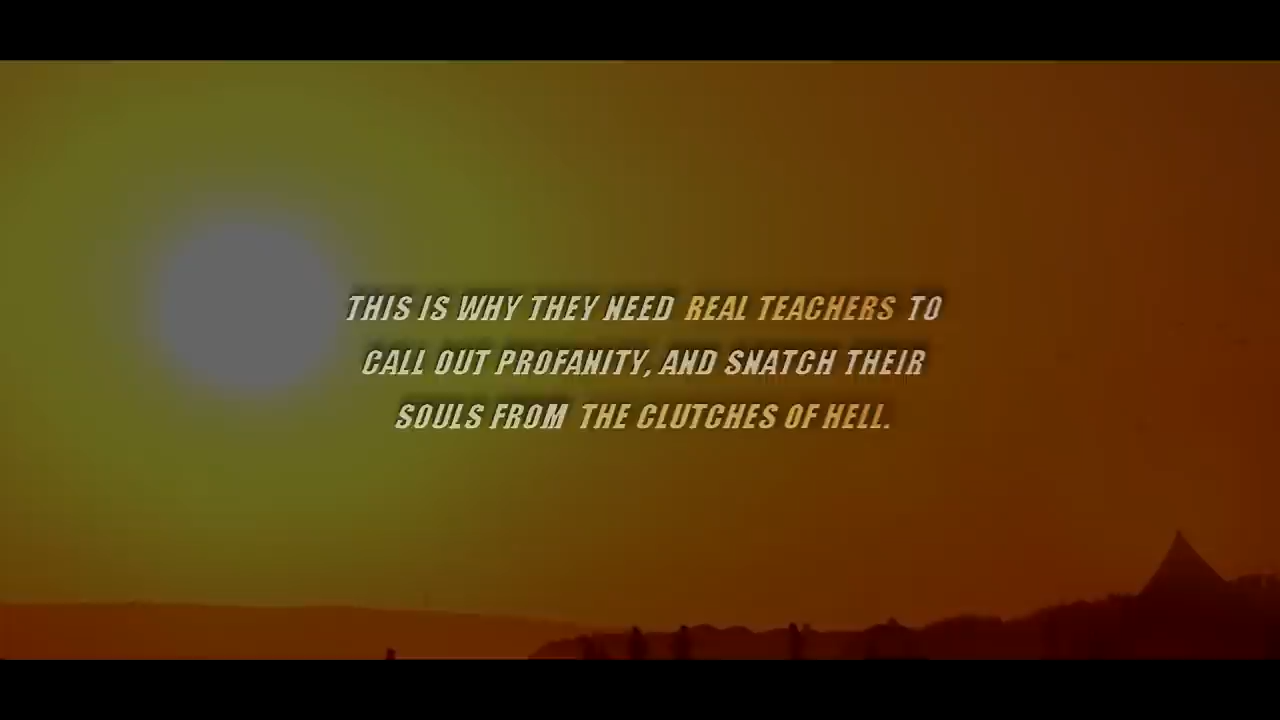 THIS IS WHY THEY NEED REAL TEACHERS TO
CALL OUT PROFANITY, AND SNATCH THEIR
SOULS FROM THE CLUTCHES OF HELL.